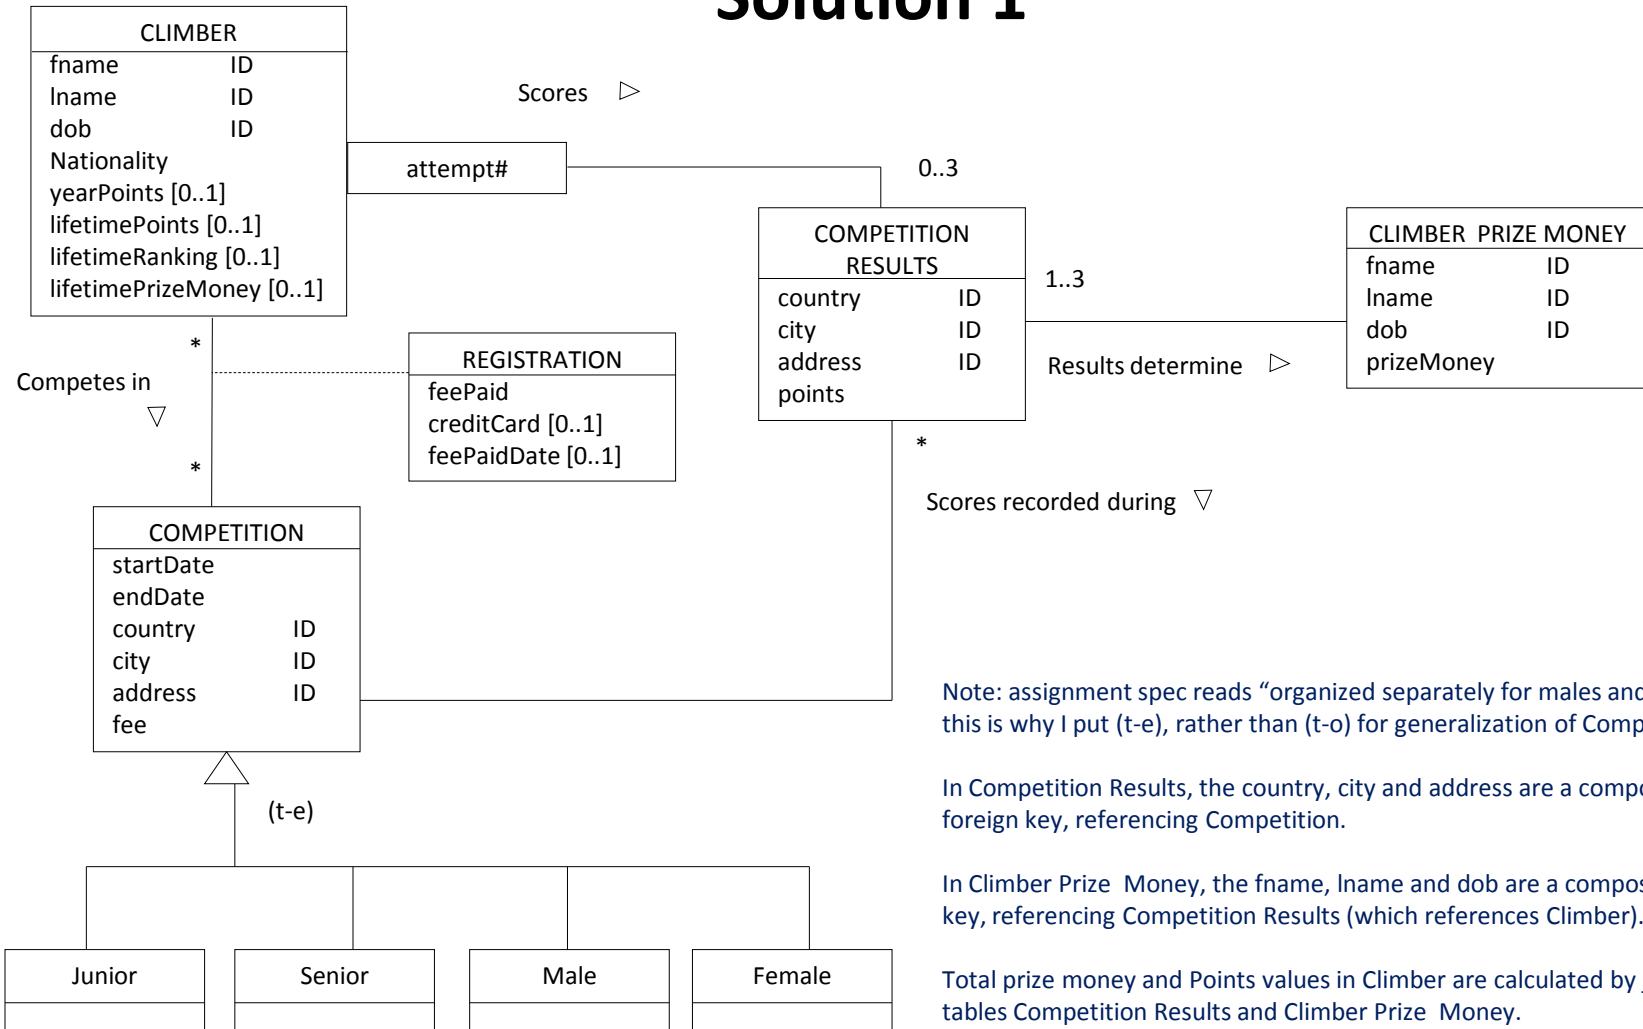 Solution 1
CLIMBER
fname ID
lname ID
dob ID
Nationality
yearPoints [0..1]
lifetimePoints [0..1]
lifetimeRanking [0..1]
lifetimePrizeMoney [0..1]
Scores
attempt#
0..3
COMPETITION
RESULTS
country ID
city ID
address ID
points
1..3
Results determine
CLIMBER PRIZE MONEY
fname ID
lname ID
dob ID
prizeMoney
*
Competes in
*
REGISTRATION
feePaid
creditCard [0..1]
feePaidDate [0..1]
*
Scores recorded during
COMPETITION
startDate
endDate
country ID
city ID
address ID
fee
(t-e)
Junior
Senior
Male
Female
Note: assignment spec reads “organized separately for males and
this is why I put (t-e), rather than (t-o) for generalization of Comp
In Competition Results, the country, city and address are a compo
foreign key, referencing Competition.
In Climber Prize Money, the fname, lname and dob are a compos
key, referencing Competition Results (which references Climber).
Total prize money and Points values in Climber are calculated by
tables Competition Results and Climber Prize Money.